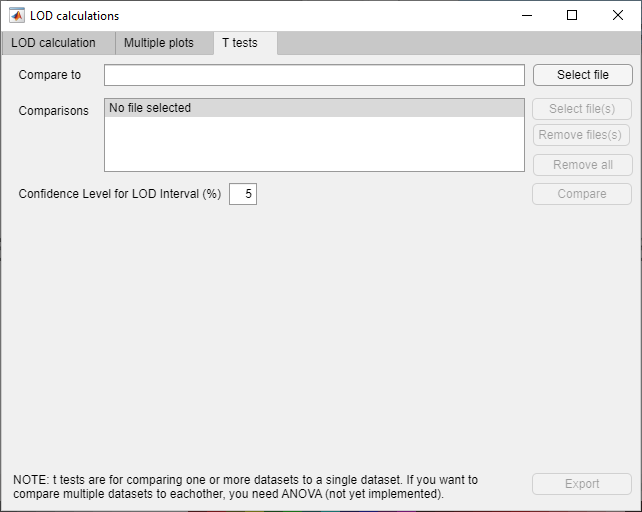 LOD calculations
LOD calculation
Multiple plots
T tests
Compare to
Select file
Comparisons
No file selected
Select file(s)
Remove files(s)
Remove all
Confidence Level for LOD Interval (%)
5
Compare
NOTE: t tests are for comparing one or more datasets to a single dataset. If you want to
compare multiple datasets to eachother, you need ANOVA (not yet implemented).
Export